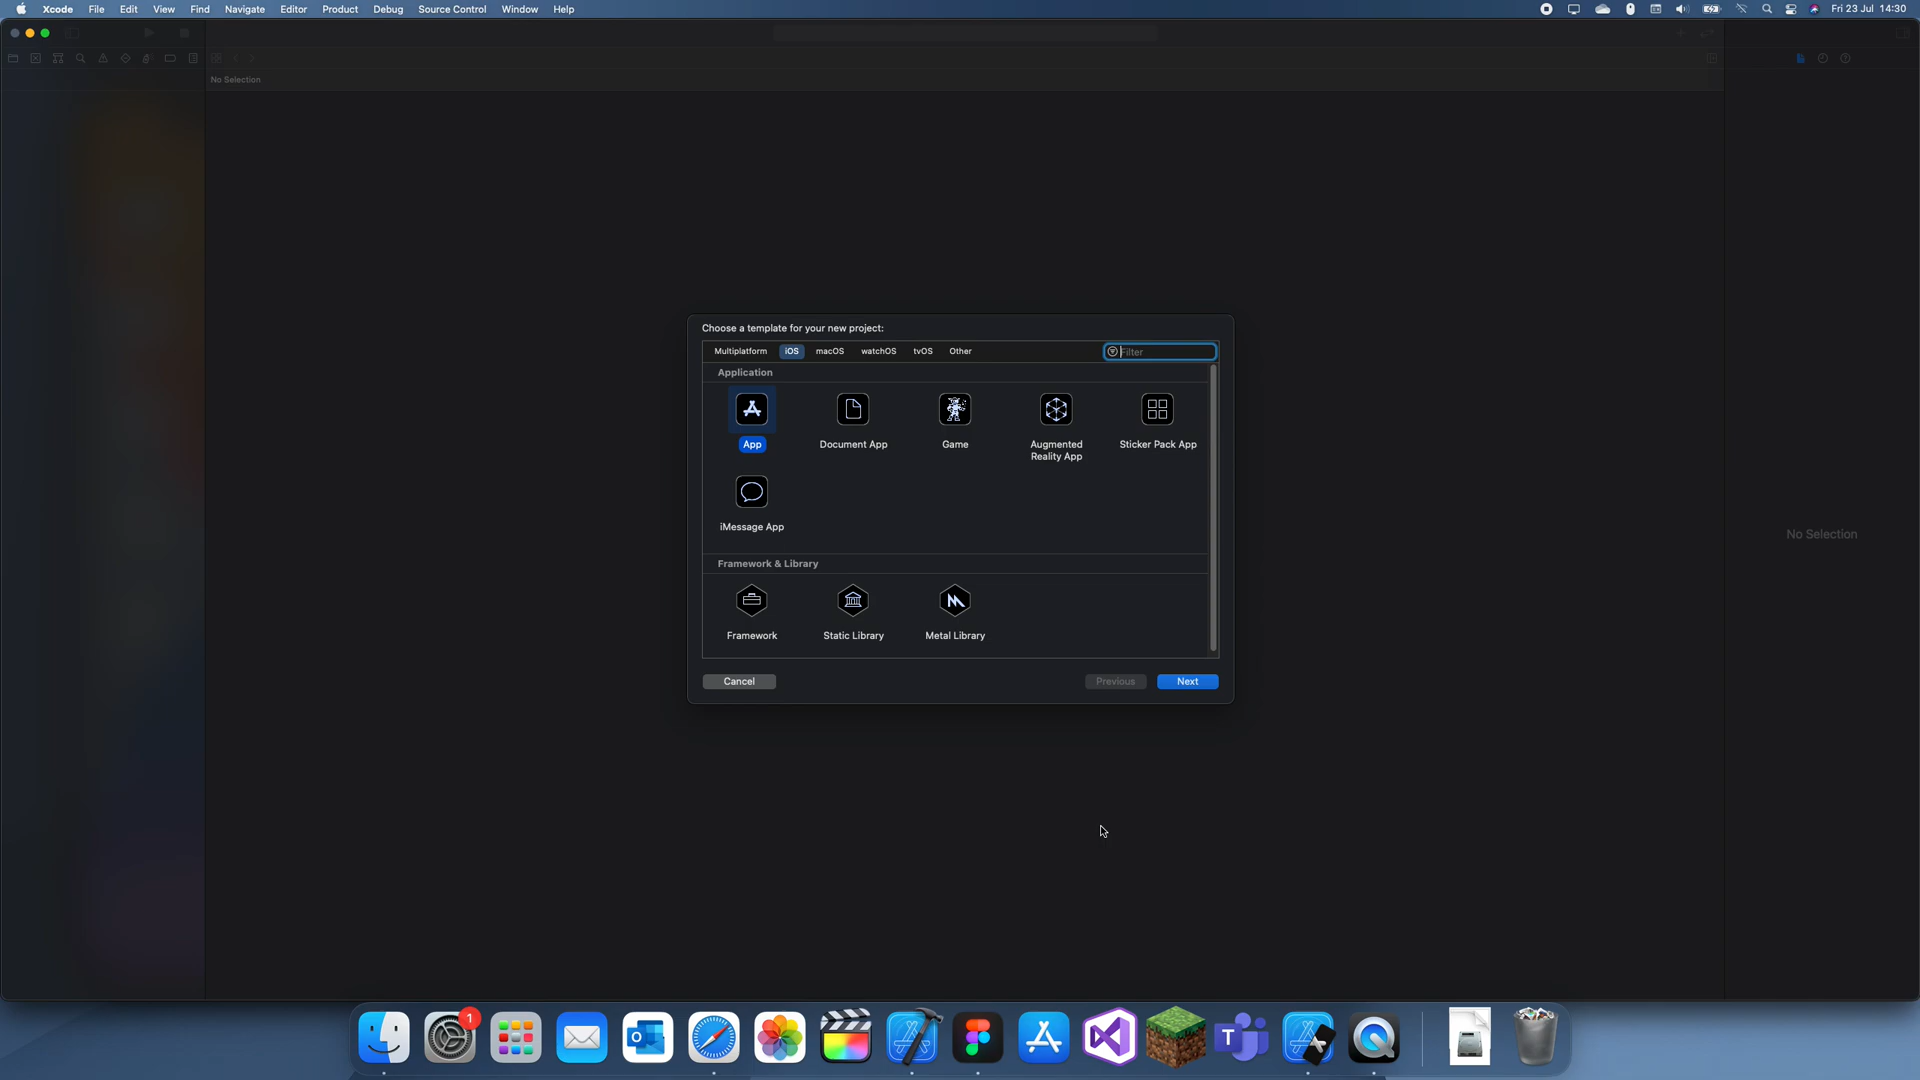 Xcode File Edit View Find Navigate Editor Product Debug Source Control Window Help Fri 23 Jul 14:30
No Selection
Choose a template for your new project:
Multiplatform iOS macOS watchOS tvOS Other Filter
Application
App Document App Game Augmented Reality App Sticker Pack App
iMessage App
No Selection
Framework & Library
Framework Static Library Metal Library
Cancel Previous Next
1